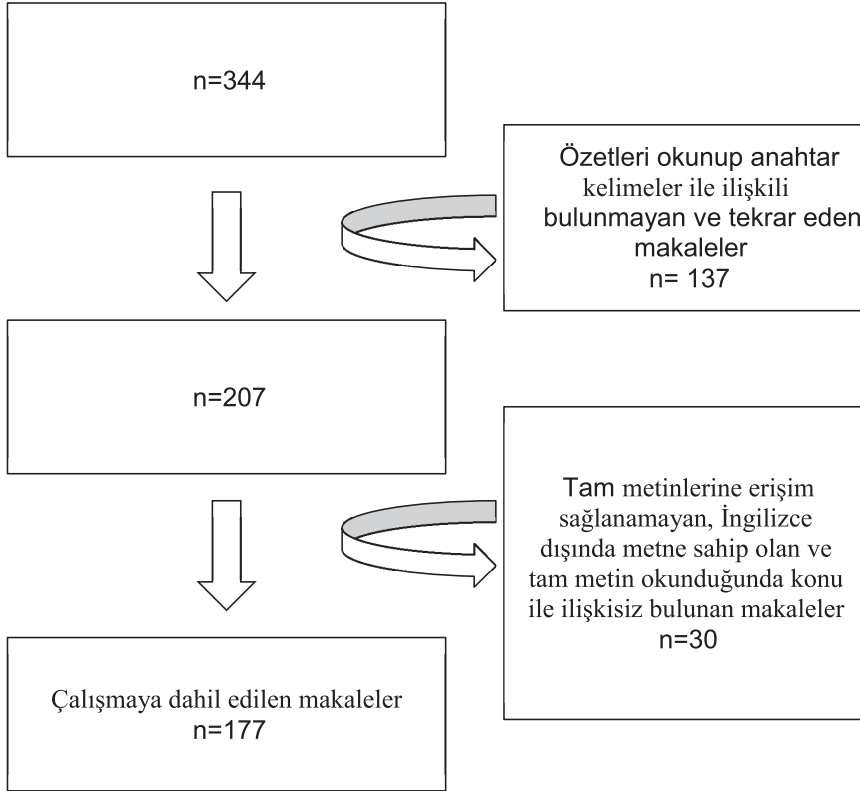 n=344
Özetleri okunup anahtar
kelimeler ile ilişkili
bulunmayan ve tekrar eden
makaleler
n= 137
n=207
Tam metinlerine erişim
sağlanamayan, İngilizce
dışında metne sahip olan ve
tam metin okunduğunda konu
ile ilişkisiz bulunan makaleler
n=30
Çalışmaya dahil edilen makaleler
n=177